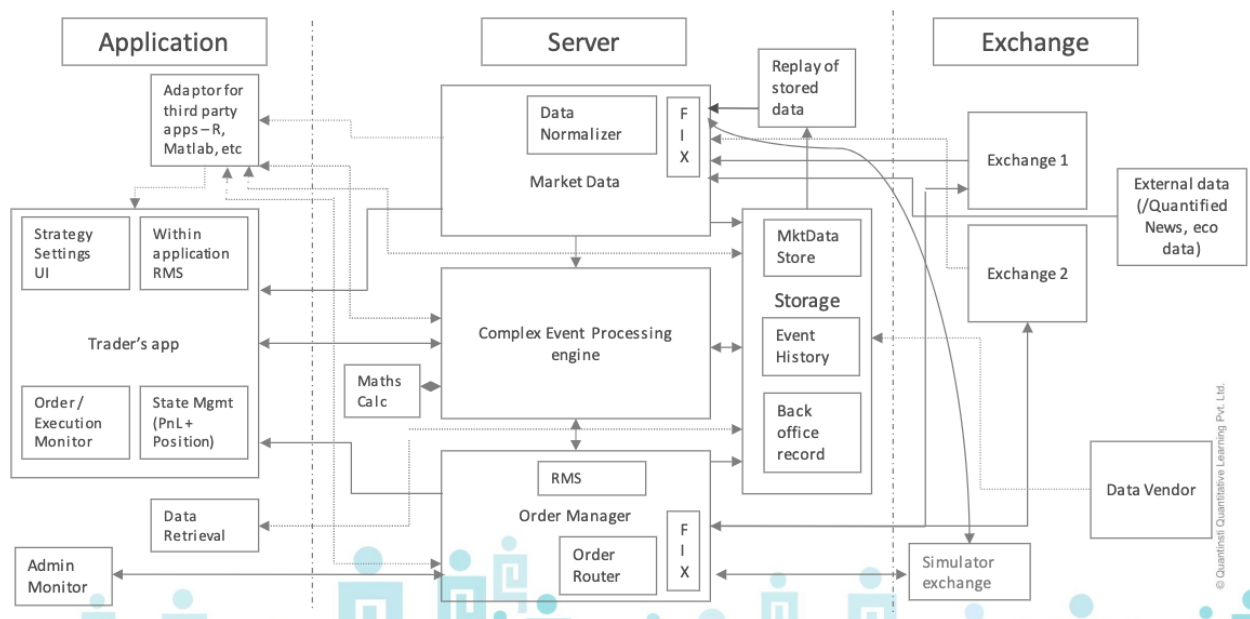 Application
Server
Exchange
Adaptor for
third party
apps – R,
Matlab, etc
Strategy
Settings
UI
Within
application
RMS
Trader's app
Order /
Execution
Monitor
State Mgmt
(PnL +
Position)
Data
Retrieval
Admin
Monitor
Data
Normalizer
F
I
X
Market Data
Replay of
stored
data
Complex Event Processing
engine
Maths
Calc
MktData
Store
Storage
Event
History
Back
office
record
RMS
Order Manager
Order
Router
F
I
X
Exchange 1
Exchange 2
External data
(/Quantified
News, eco
data)
Data Vendor
Simulator
exchange
© Quantinsti Quantitative Learning Pvt. Ltd.